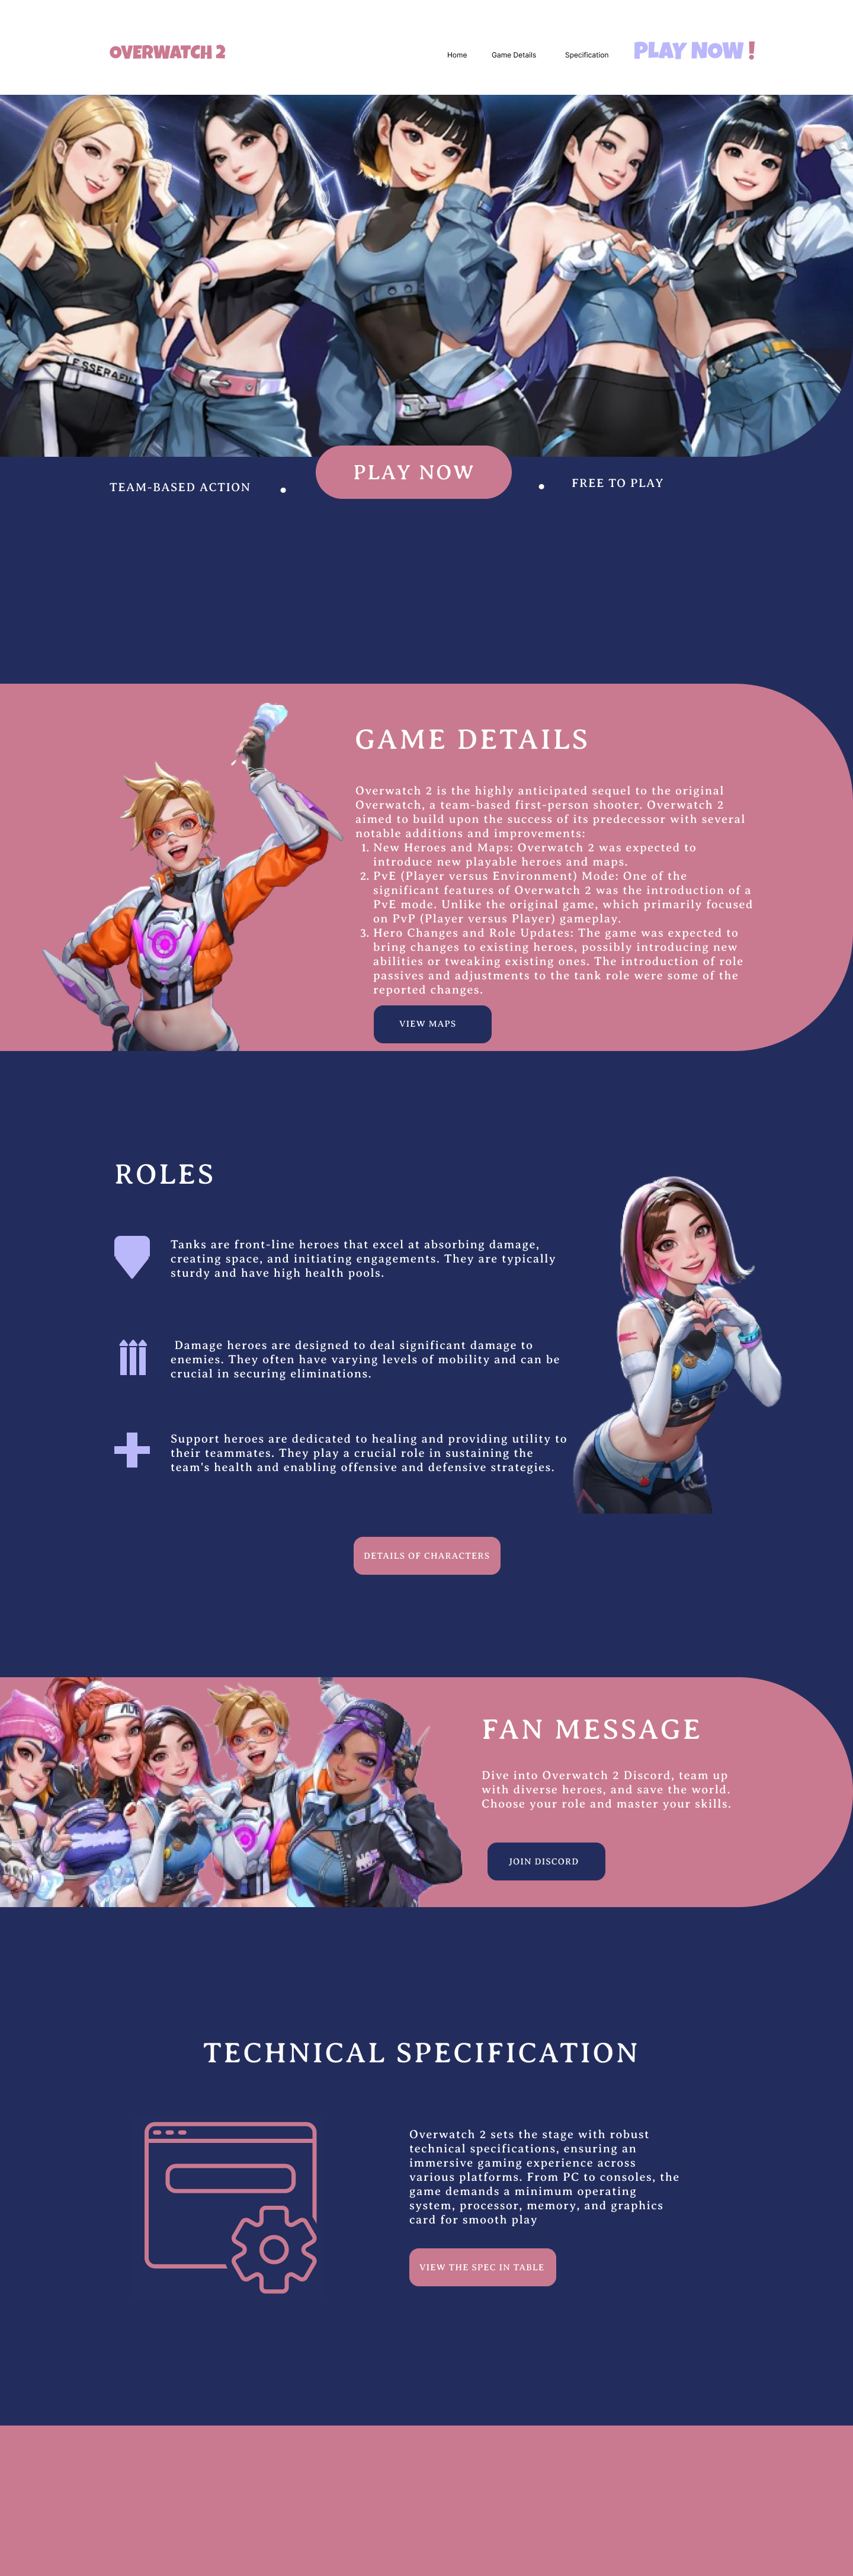 OVERWATCH 2
Home
Game Details
Specification
PLAY NOW !
LESSERAFIM
PLAY NOW
TEAM-BASED ACTION
FREE TO PLAY
GAME DETAILS
Overwatch 2 is the highly anticipated sequel to the original
Overwatch, a team-based first-person shooter. Overwatch 2
aimed to build upon the success of its predecessor with several
notable additions and improvements:
1. New Heroes and Maps: Overwatch 2 was expected to
introduce new playable heroes and maps.
2. PvE (Player versus Environment) Mode: One of the
significant features of Overwatch 2 was the introduction of a
PvE mode. Unlike the original game, which primarily focused
on PvP (Player versus Player) gameplay.
3. Hero Changes and Role Updates: The game was expected to
bring changes to existing heroes, possibly introducing new
abilities or tweaking existing ones. The introduction of role
passives and adjustments to the tank role were some of the
reported changes.
VIEW MAPS
ROLES
Tanks are front-line heroes that excel at absorbing damage,
creating space, and initiating engagements. They are typically
sturdy and have high health pools.
Damage heroes are designed to deal significant damage to
enemies. They often have varying levels of mobility and can be
crucial in securing eliminations.
Support heroes are dedicated to healing and providing utility to
their teammates. They play a crucial role in sustaining the
team's health and enabling offensive and defensive strategies.
DETAILS OF CHARACTERS
FAN MESSAGE
Dive into Overwatch 2 Discord, team up
with diverse heroes, and save the world.
Choose your role and master your skills.
JOIN DISCORD
TECHNICAL SPECIFICATION
Overwatch 2 sets the stage with robust
technical specifications, ensuring an
immersive gaming experience across
various platforms. From PC to consoles, the
game demands a minimum operating
system, processor, memory, and graphics
card for smooth play
VIEW THE SPEC IN TABLE